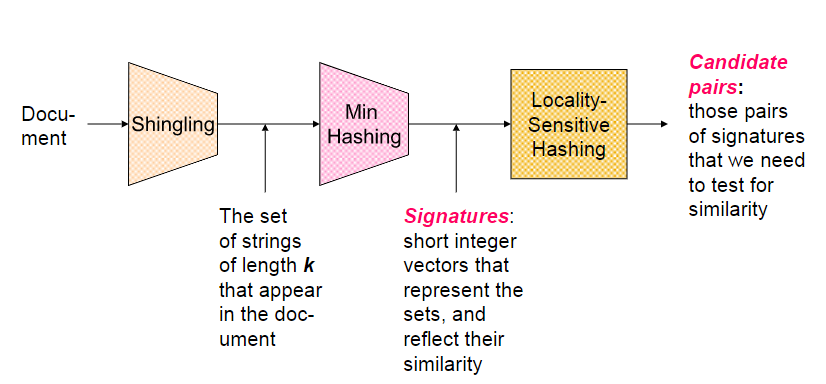 Docu-
ment
Shingling
The set
of strings
of length k
that appear
in the doc-
ument
Min
Hashing
Signatures:
short integer
vectors that
represent the
sets, and
reflect their
similarity
Locality-
Sensitive
Hashing
Candidate
pairs:
those pairs
of signatures
that we need
to test for
similarity